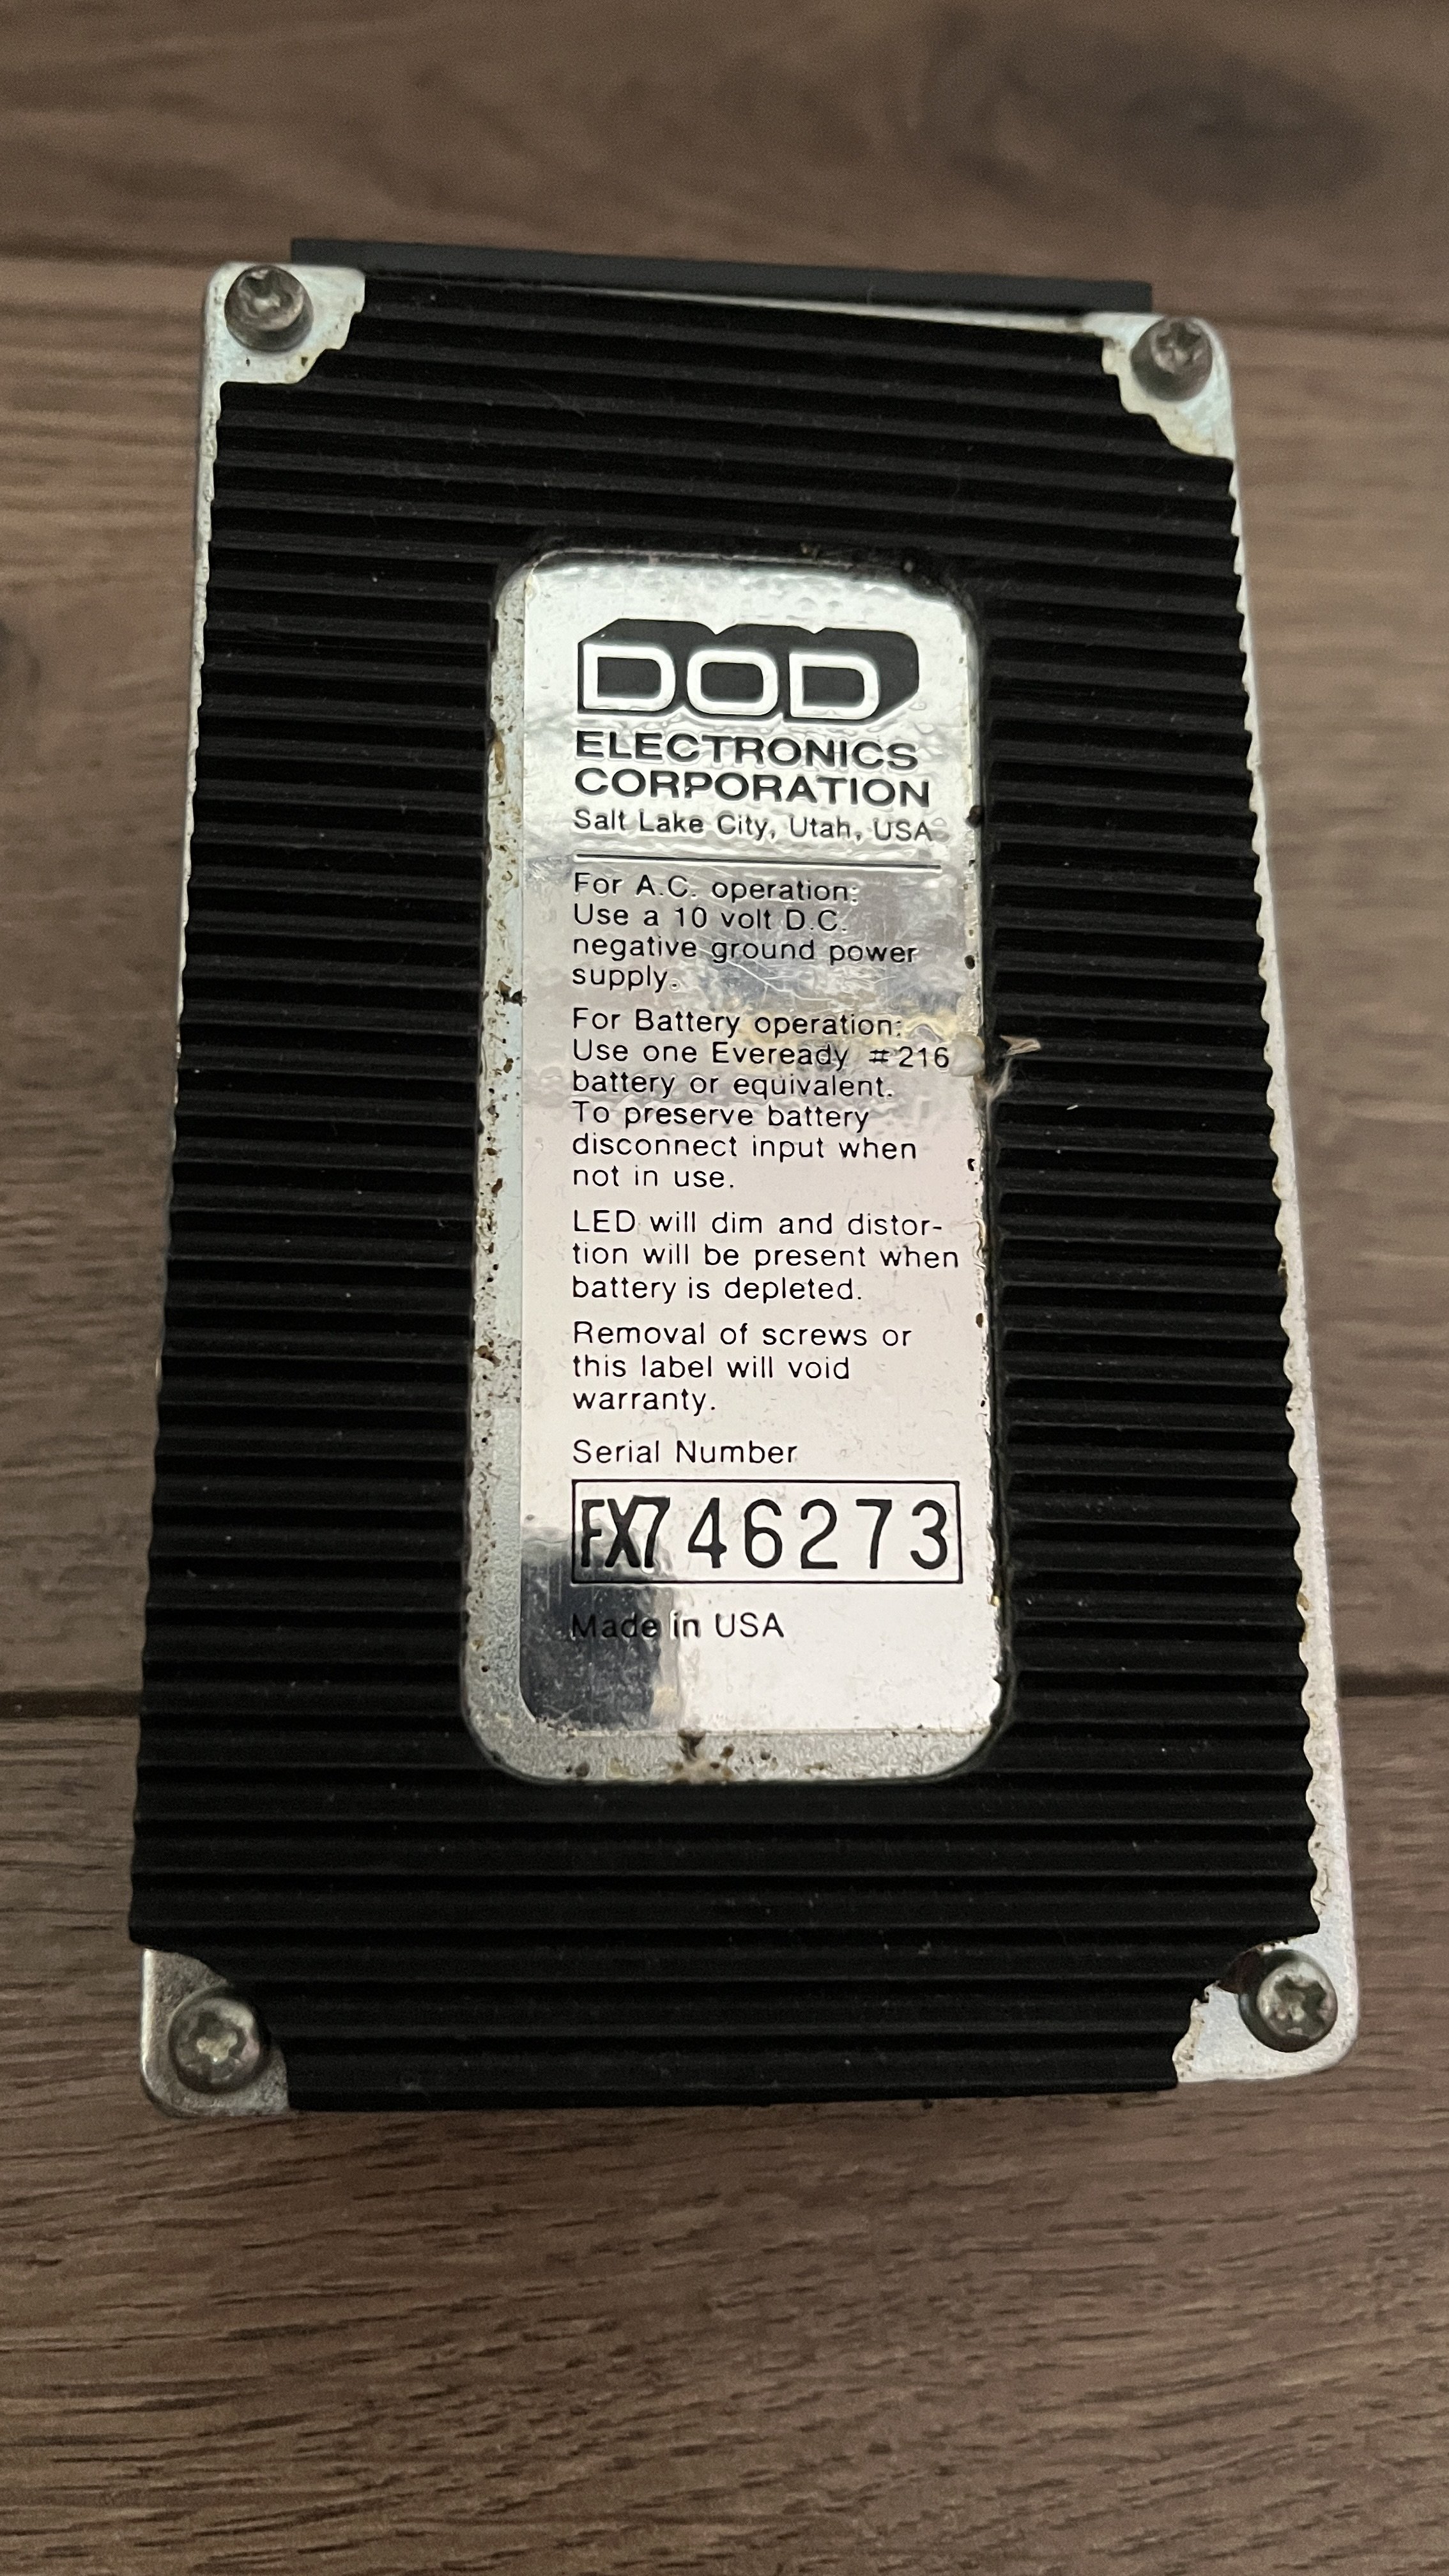 DOD
ELECTRONICS
CORPORATION
Salt Lake City, Utah, USA
For A.C. operation:
Use a 10 volt D.C.
negative ground power
supply.
For Battery operation:
Use one Eveready #216
battery or equivalent.
To preserve battery
disconnect input when
not in use.
LED will dim and distor-
tion will be present when
battery is depleted.
Removal of screws or
this label will void
warranty.
Serial Number
FX746273
Made in USA